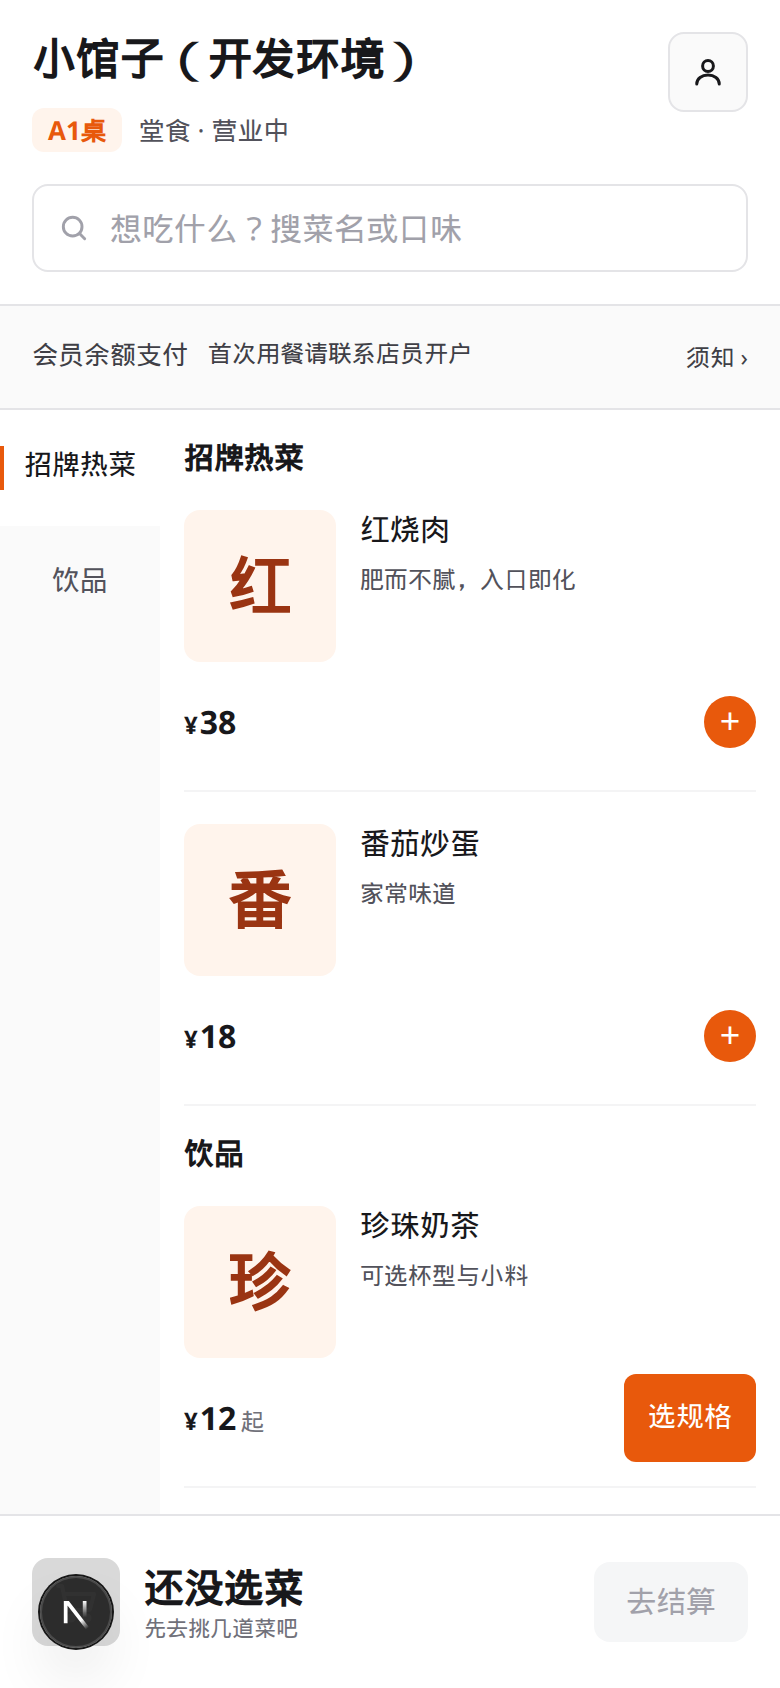 小馆子（开发环境）
A1桌 堂食 · 营业中
想吃什么？搜菜名或口味
会员余额支付 首次用餐请联系店员开户 须知 ›
招牌热菜
饮品
招牌热菜
红
红烧肉
肥而不腻，入口即化
¥38 +
番
番茄炒蛋
家常味道
¥18 +
饮品
珍
珍珠奶茶
可选杯型与小料
¥12 起 选规格
N
还没选菜
先去挑几道菜吧
去结算